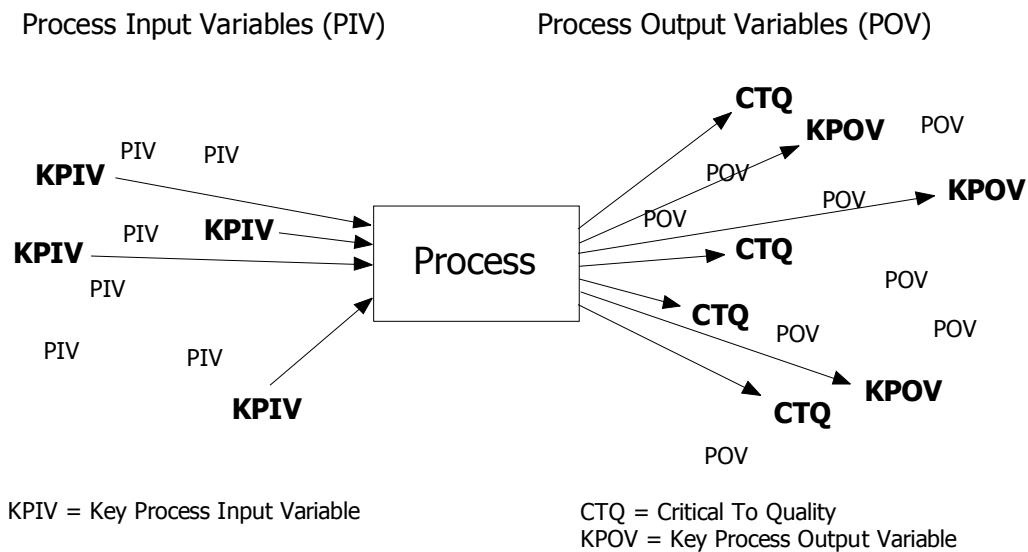 Process Input Variables (PIV)
Process Output Variables (POV)
CTQ
KPOV
POV
PIV
PIV
KPIV
POV
KPOV
POV
PIV
KPIV
POV
KPIV
CTQ
Process
PIV
POV
CTQ
POV
POV
PIV
PIV
KPOV
KPIV
CTQ
POV
KPIV = Key Process Input Variable
CTQ = Critical To Quality
KPOV = Key Process Output Variable